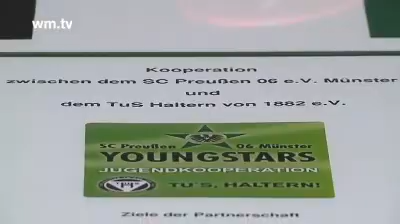 wm.tv
Kooperation
zwischen dem SC Preußen 06 e.V. Münster
und
dem TuS Haltern von 1882 e.V.
SC Preußen 06 Münster
YOUNGSTARS
JUGENDKOOPERATION
TU'S, HALTERN!
Ziele der Partnerschaft